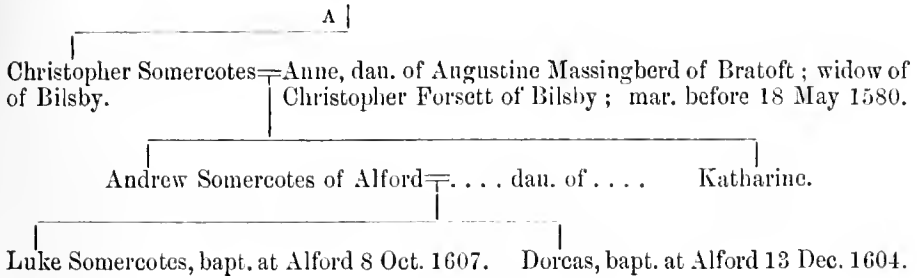 A
Christopher Somercotes=Anne, dau. of Augustine Massingberd of Bratoft ; widow of
of Bilsby. Christopher Forsett of Bilsby ; mar. before 18 May 1580.
Andrew Somercotes of Alford=. . . . dau. of . . . . Katharine.
Luke Somercotes, bapt. at Alford 8 Oct. 1607. Dorcas, bapt. at Alford 13 Dec. 1604.